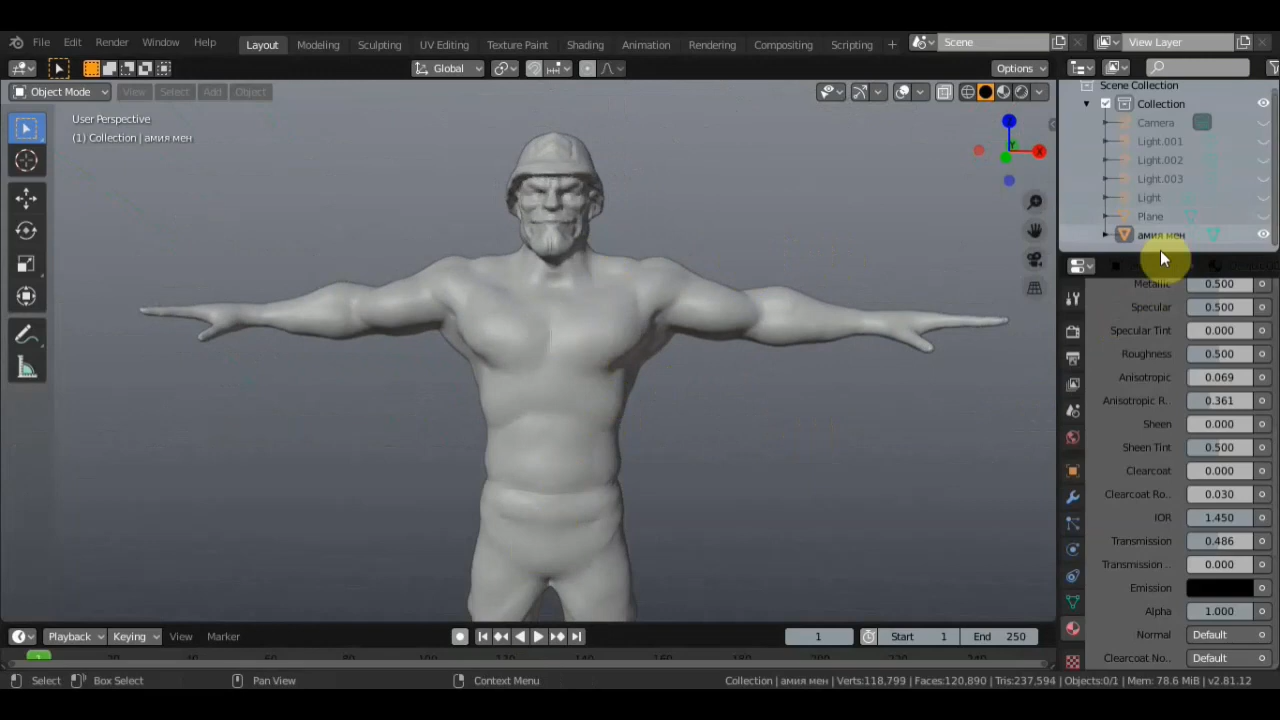 File Edit Render Window Help Layout Modeling Sculpting UV Editing Texture Paint Shading Animation Rendering Compositing Scripting + Scene View Layer
Global Options
Object Mode View Select Add Object
User Perspective
(1) Collection | амия мен
X
Scene Collection
Collection
Camera
Light.001
Light.002
Light.003
Light
Plane
амия мен
Metallic 0.500
Specular 0.500
Specular Tint 0.000
Roughness 0.500
Anisotropic 0.069
Anisotropic R.. 0.361
Sheen 0.000
Sheen Tint 0.500
Clearcoat 0.000
Clearcoat Ro.. 0.030
IOR 1.450
Transmission 0.486
Transmission .. 0.000
Emission
Alpha 1.000
Normal Default
Clearcoat No.. Default
Playback Keying View Marker 1 Start 1 End 250
Select Box Select Pan View Context Menu Collection | амия мен | Verts:118,799 | Faces:120,890 | Tris:237,594 | Objects:0/1 | Mem: 78.6 MiB | v2.81.12